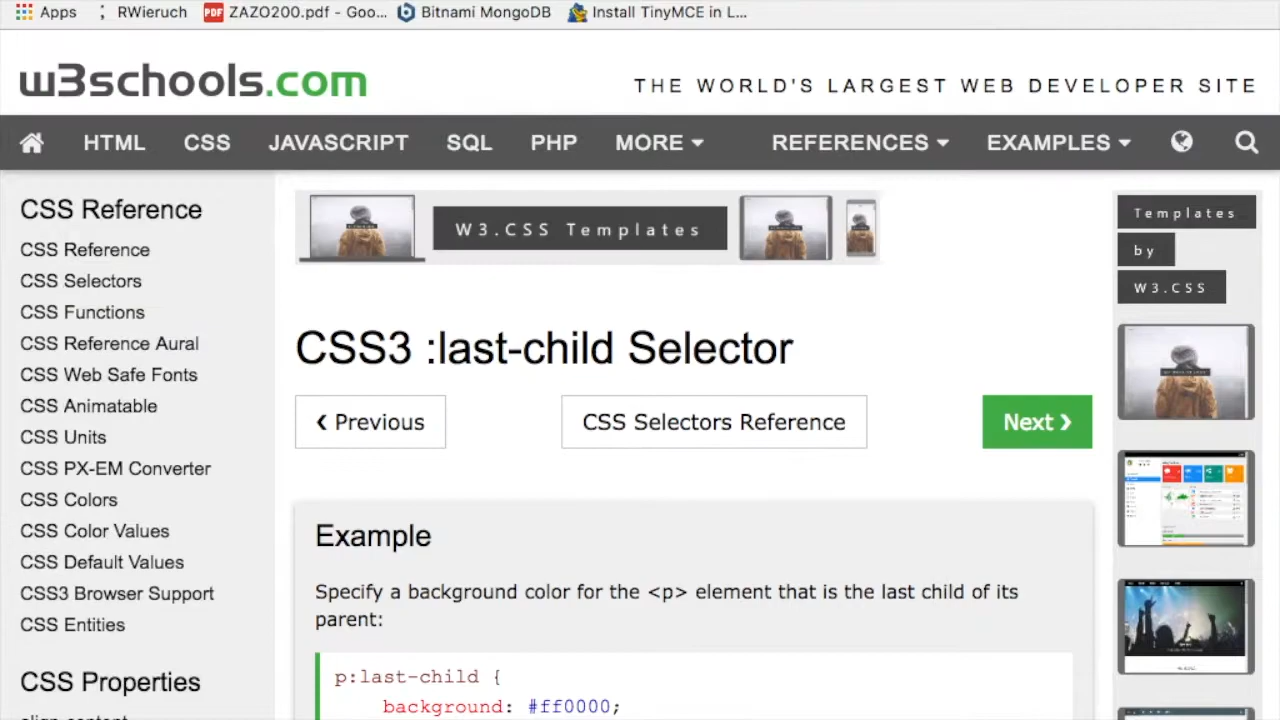 Apps RWieruch PDF ZAZO200.pdf - Goo... Bitnami MongoDB Install TinyMCE in L...
w3schools.com
THE WORLD'S LARGEST WEB DEVELOPER SITE
HTML CSS JAVASCRIPT SQL PHP MORE REFERENCES EXAMPLES
CSS Reference
CSS Reference
CSS Selectors
CSS Functions
CSS Reference Aural
CSS Web Safe Fonts
CSS Animatable
CSS Units
CSS PX-EM Converter
CSS Colors
CSS Color Values
CSS Default Values
CSS3 Browser Support
CSS Entities
CSS Properties
align-content
W3.CSS Templates
CSS3 :last-child Selector
❮ Previous
CSS Selectors Reference
Next ❯
Example
Specify a background color for the <p> element that is the last child of its
parent:
p:last-child {
background: #ff0000;
Templates
by
W3.CSS